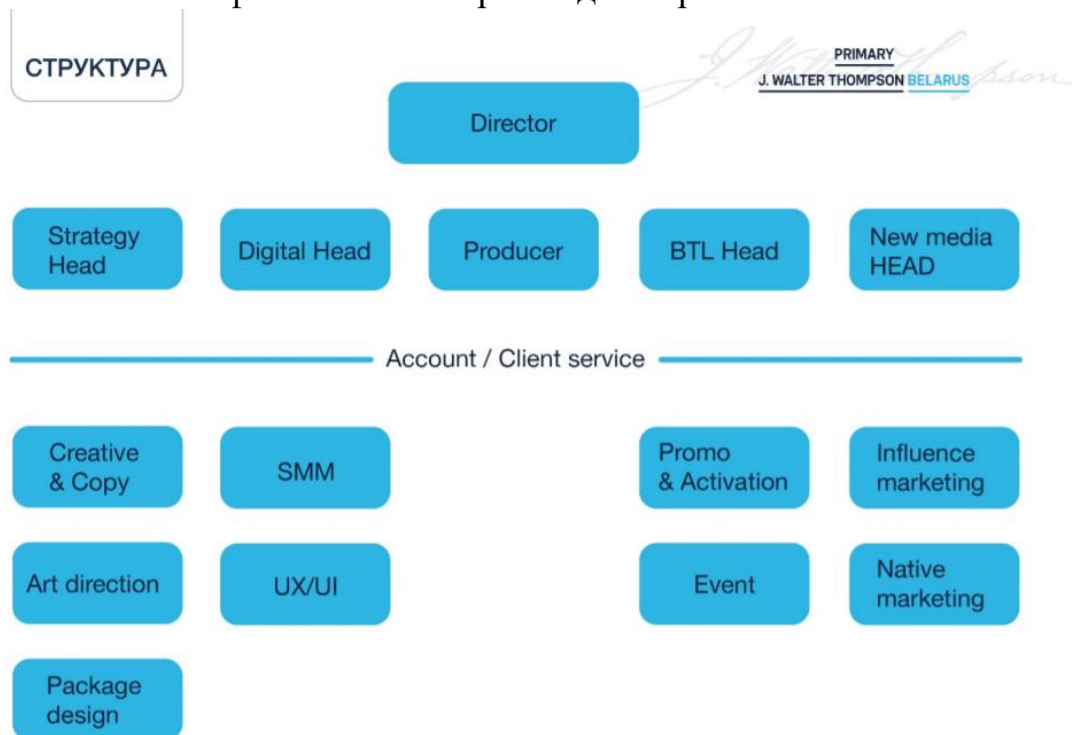 СТРУКТУРА
PRIMARY
J. WALTER THOMPSON BELARUS
Director
Strategy
Head
Digital Head
Producer
BTL Head
New media
HEAD
Account / Client service
Creative
& Copy
SMM
Promo
& Activation
Influence
marketing
Art direction
UX/UI
Event
Native
marketing
Package
design